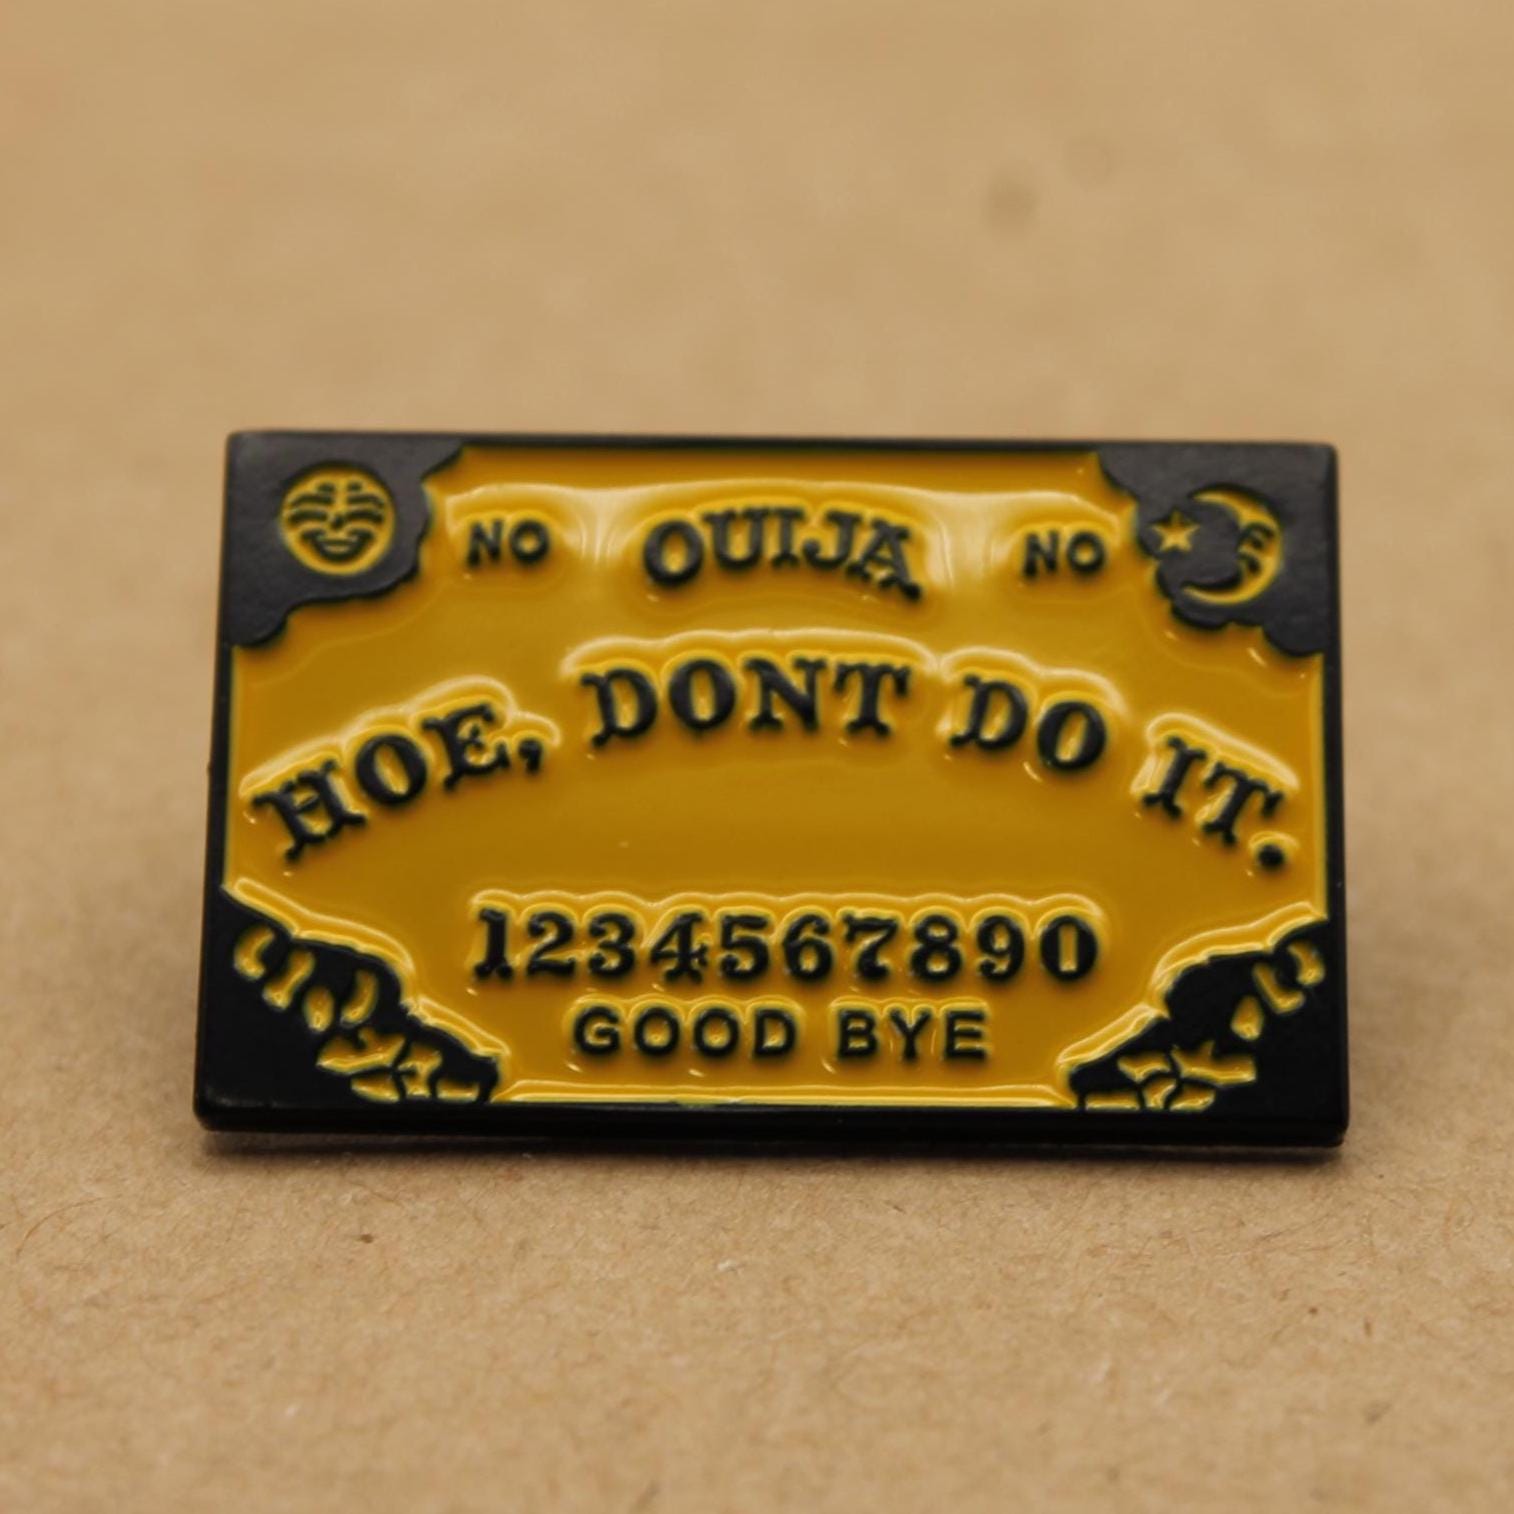 NO OUIJA NO
HOE, DONT DO IT.
1234567890
GOOD BYE